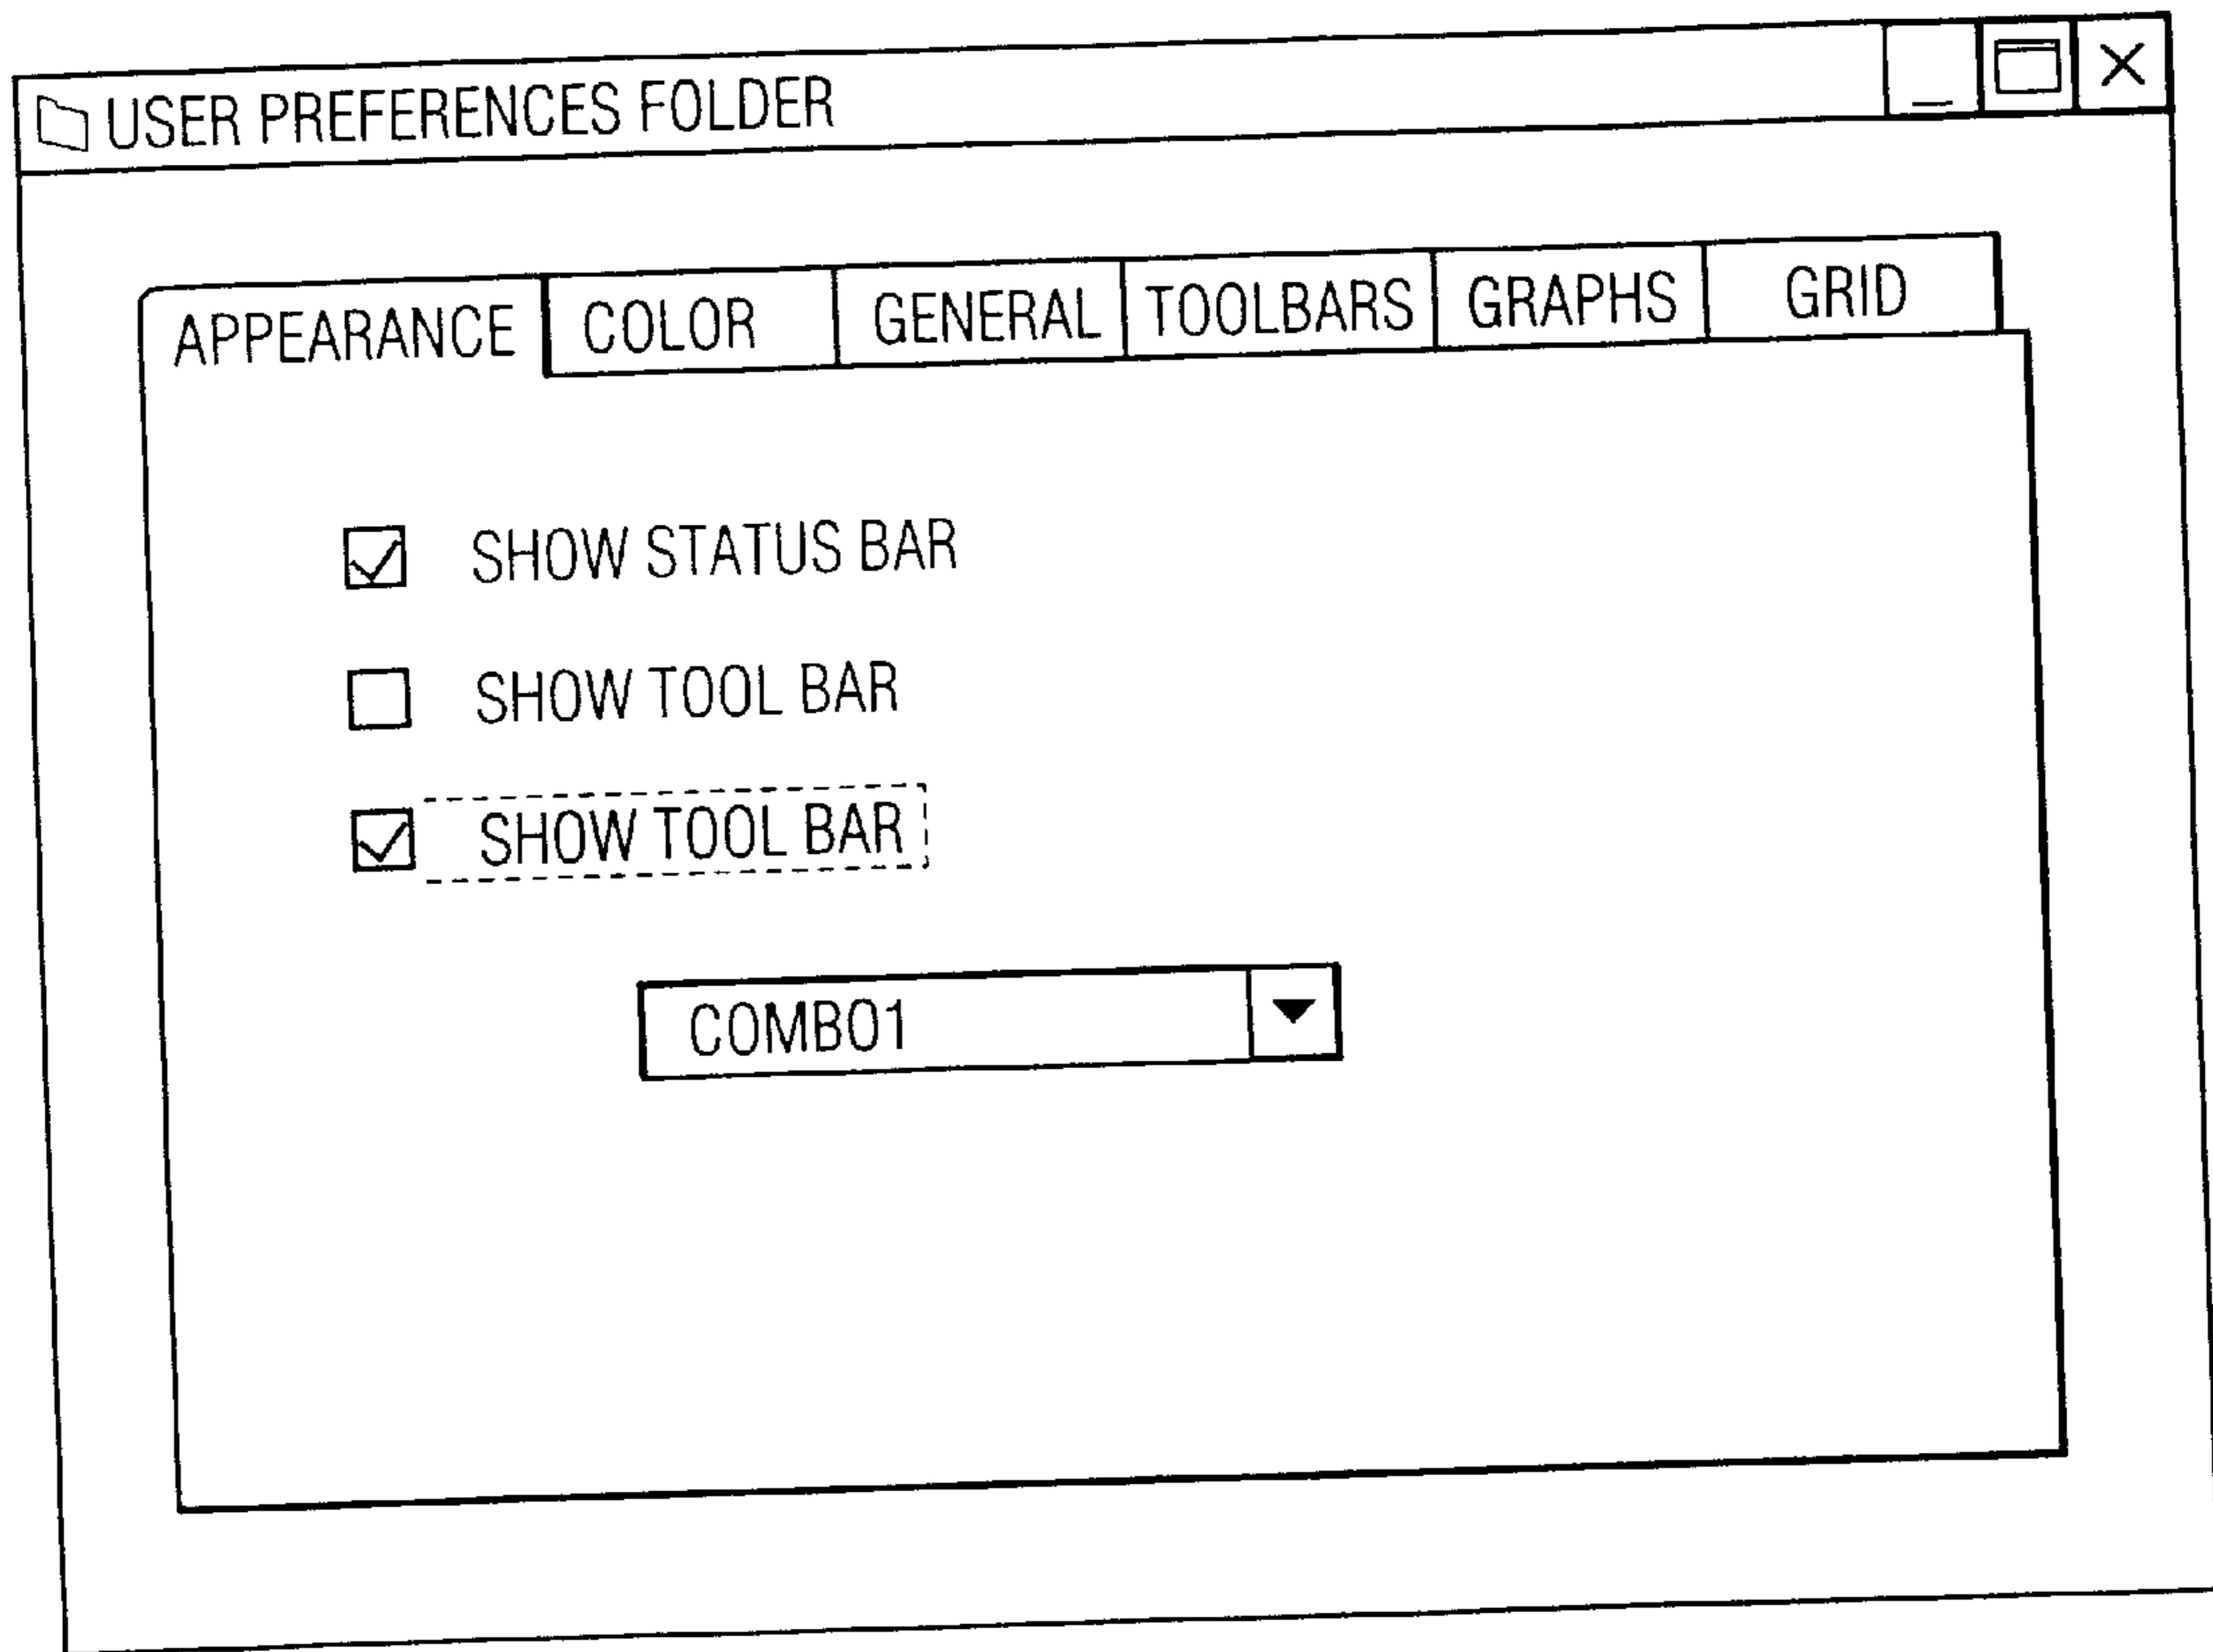 USER PREFERENCES FOLDER
APPEARANCE COLOR GENERAL TOOLBARS GRAPHS GRID
SHOW STATUS BAR
SHOW TOOL BAR
SHOW TOOL BAR
COMBO1